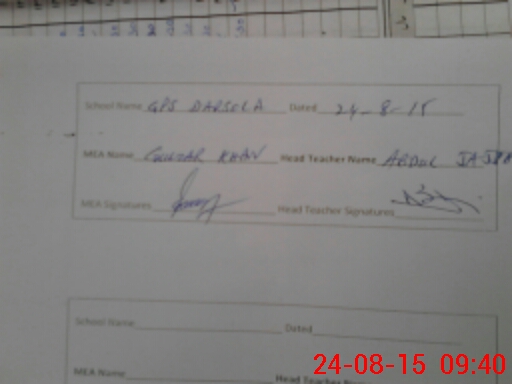 School Name GPS DARSOLA Dated 24-8-15
MEA Name GULZAR KHAN Head Teacher Name ABDUL
MEA Signatures Head Teacher Signatures
School Name Dated
MEA Name Head Teacher Name
24-08-15 09:40